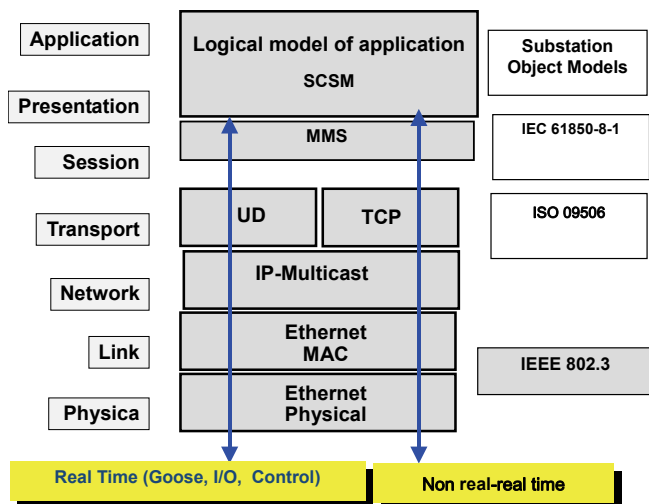 Application
Logical model of application
SCSM
Substation
Object Models
Presentation
MMS
IEC 61850-8-1
Session
UD
TCP
ISO 09506
Transport
IP-Multicast
Network
Ethernet
MAC
Link
IEEE 802.3
Ethernet
Physical
Physica
Real Time (Goose, I/O, Control)
Non real-real time